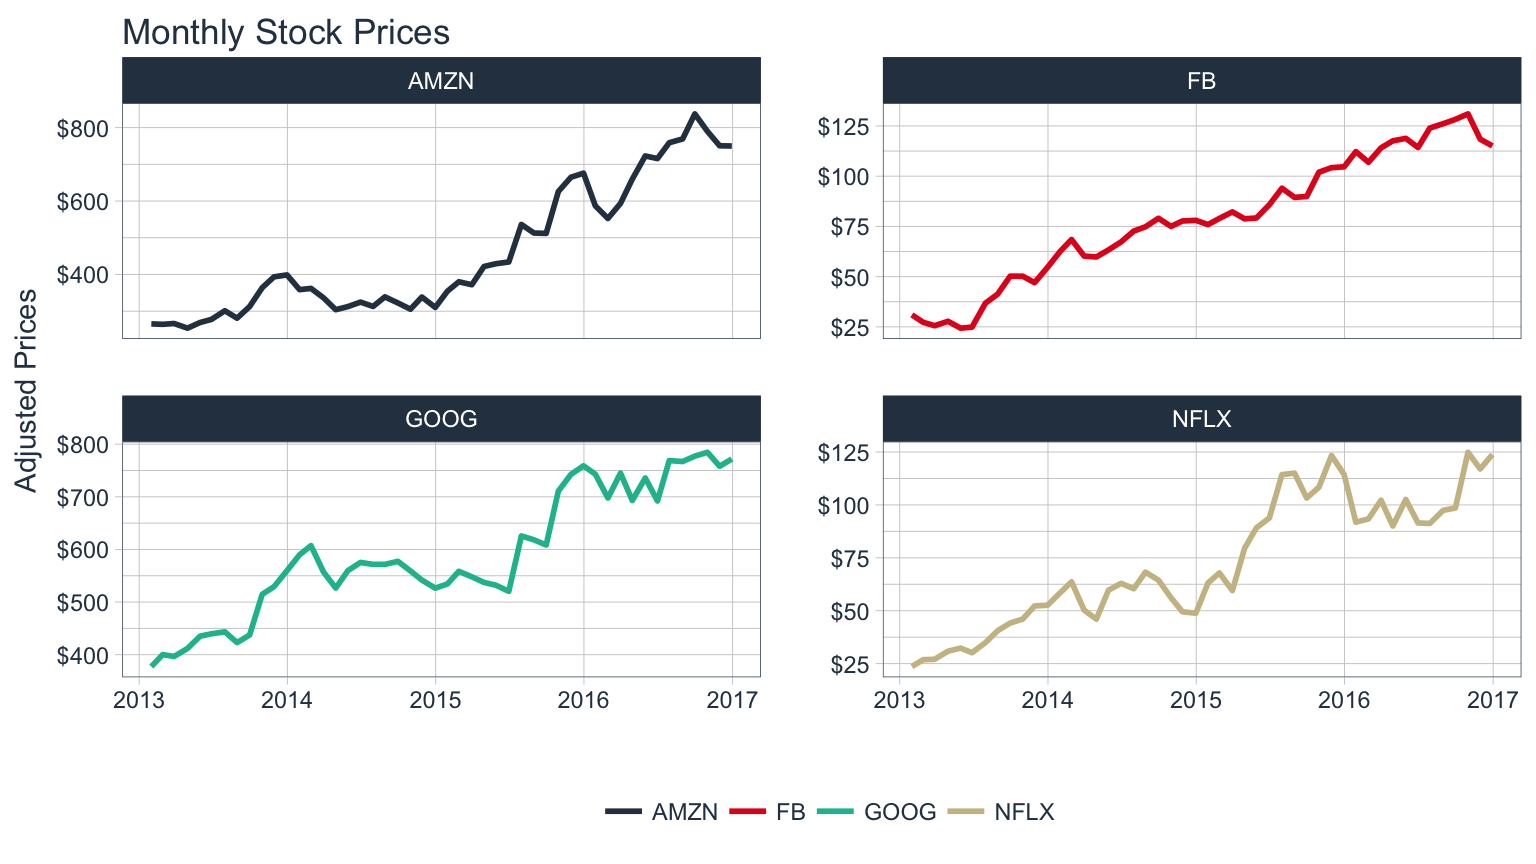 Monthly Stock Prices
AMZN
FB
$800
$600
$400
$125
$100
$75
$50
$25
Adjusted Prices
GOOG
NFLX
$800
$700
$600
$500
$400
$125
$100
$75
$50
$25
2013 2014 2015 2016 2017
2013 2014 2015 2016 2017
AMZN FB GOOG NFLX